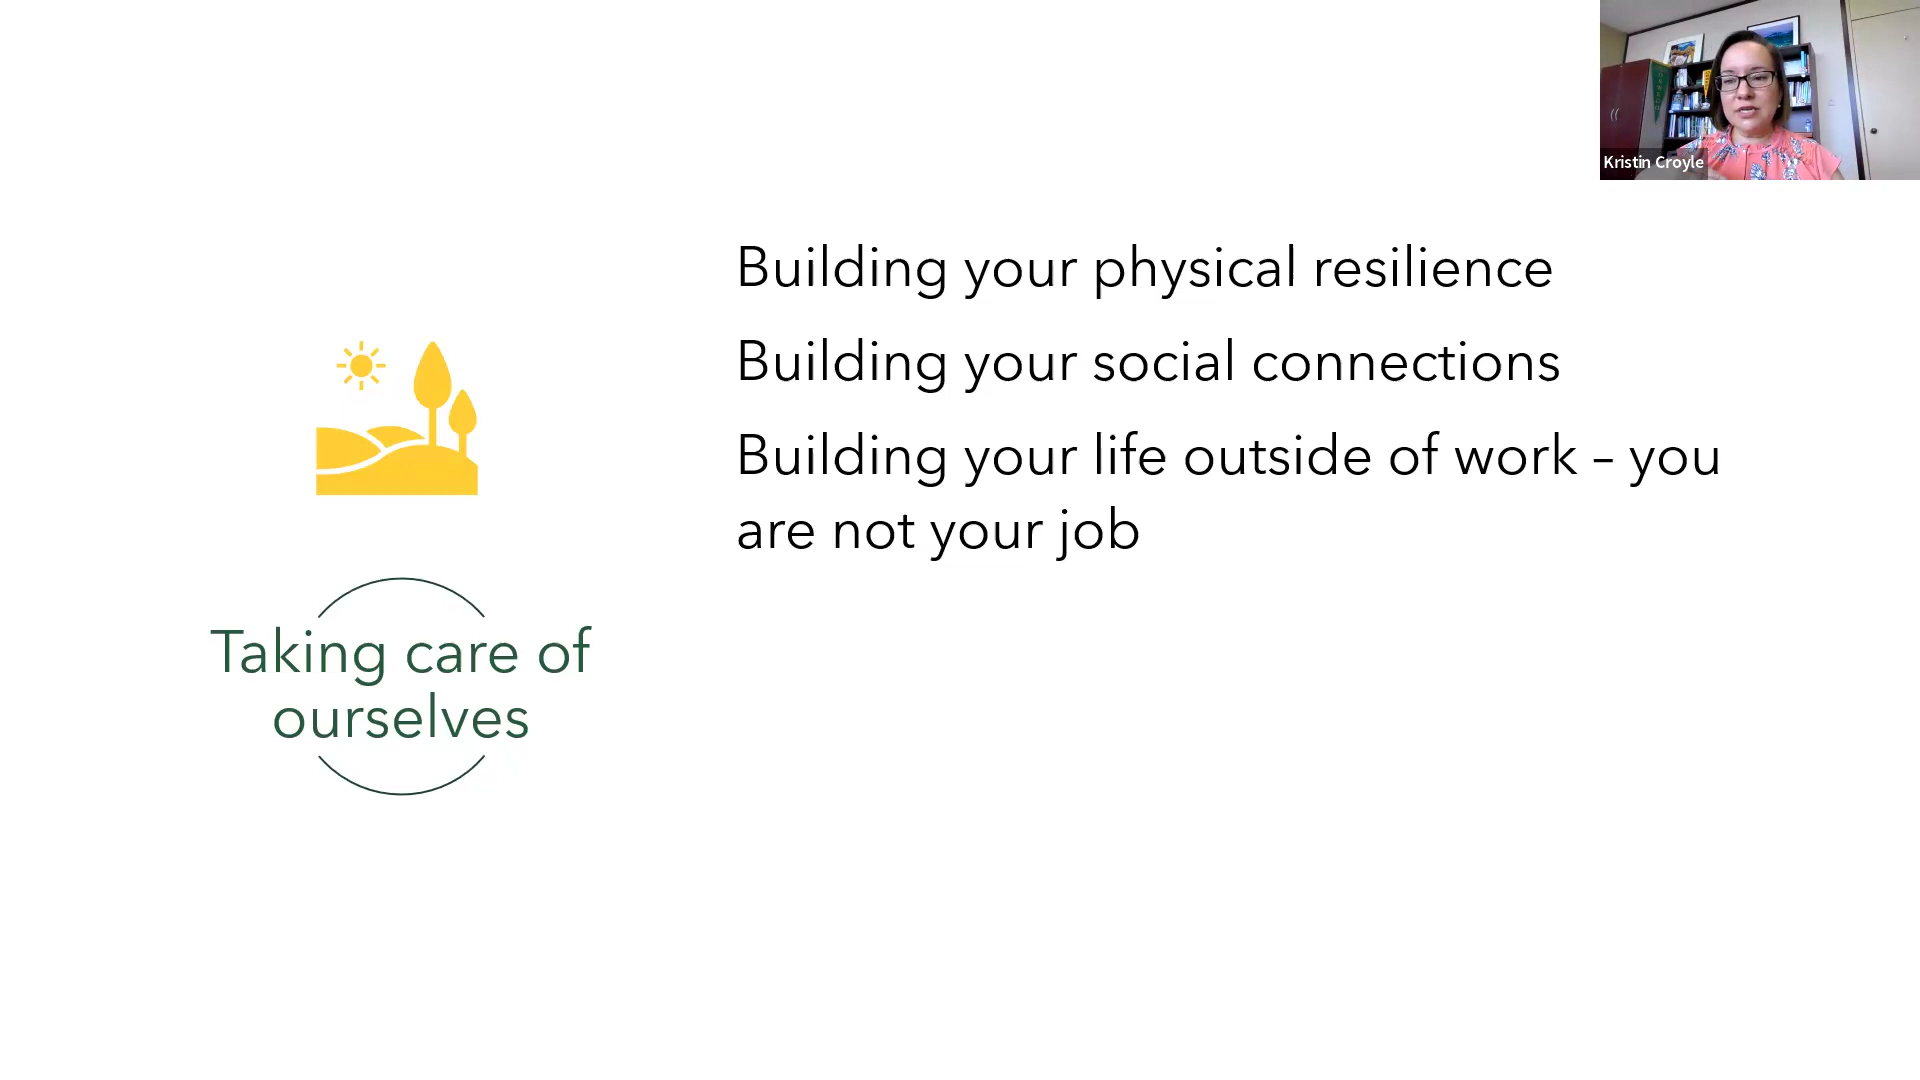 Kristin Croyle
Building your physical resilience
Building your social connections
Building your life outside of work – you
are not your job
Taking care of
ourselves